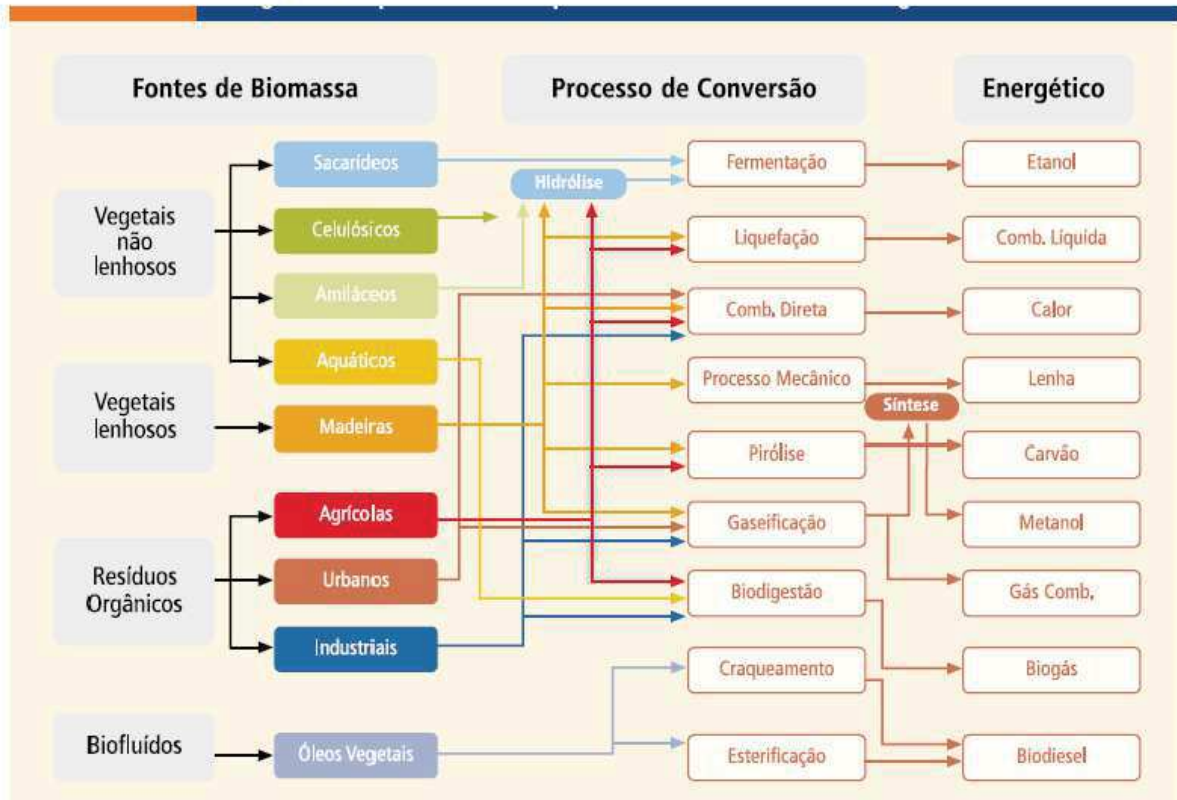 Fontes de Biomassa
Processo de Conversão
Energético
Sacarídeos
Fermentação
Etanol
Hidrólise
Vegetais
não
lenhosos
Celulósicos
Liquefação
Comb. Líquida
Amiláceos
Comb. Direta
Calor
Aquáticos
Processo Mecânico
Lenha
Vegetais
lenhosos
Síntese
Madeiras
Pirólise
Carvão
Agrícolas
Gaseificação
Metanol
Resíduos
Orgânicos
Urbanos
Biodigestão
Gás Comb.
Industriais
Craqueamento
Biogás
Biofluídos
Óleos Vegetais
Esterificação
Biodiesel